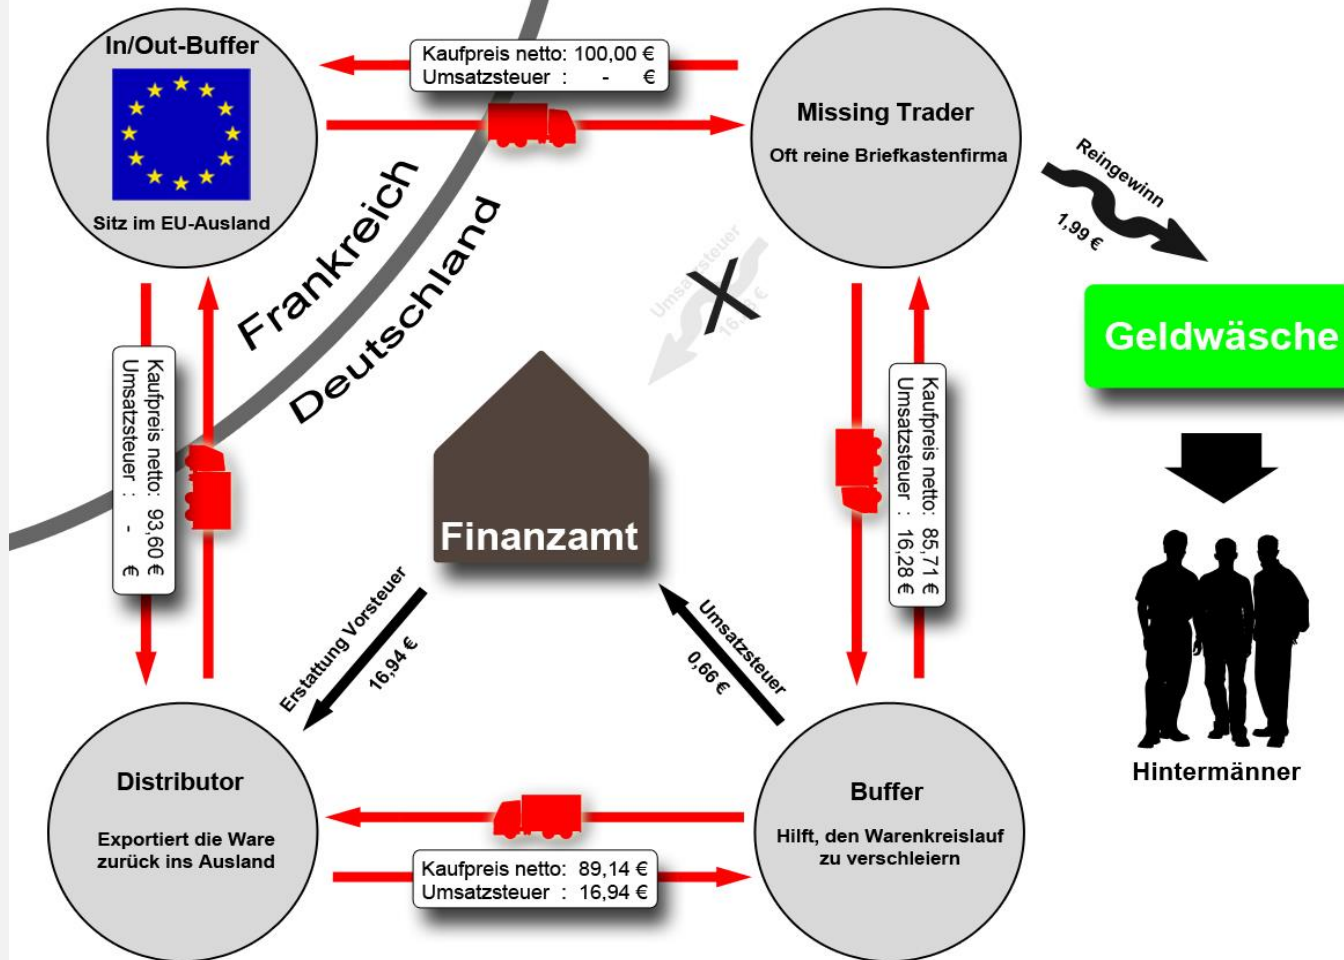 In/Out-Buffer
Sitz im EU-Ausland
Kaufpreis netto: 100,00 €
Umsatzsteuer : - €
Missing Trader
Oft reine Briefkastenfirma
Reingewinn
1,99 €
Geldwäsche
Hintermänner
Frankreich
Deutschland
Umsatzsteuer
Finanzamt
Kaufpreis netto: 93,60 €
Umsatzsteuer : - €
Kaufpreis netto: 85,71 €
Umsatzsteuer : 16,28 €
Erstattung Vorsteuer
16,94 €
Umsatzsteuer
0,66 €
Distributor
Exportiert die Ware
zurück ins Ausland
Kaufpreis netto: 89,14 €
Umsatzsteuer : 16,94 €
Buffer
Hilft, den Warenkreislauf
zu verschleiern